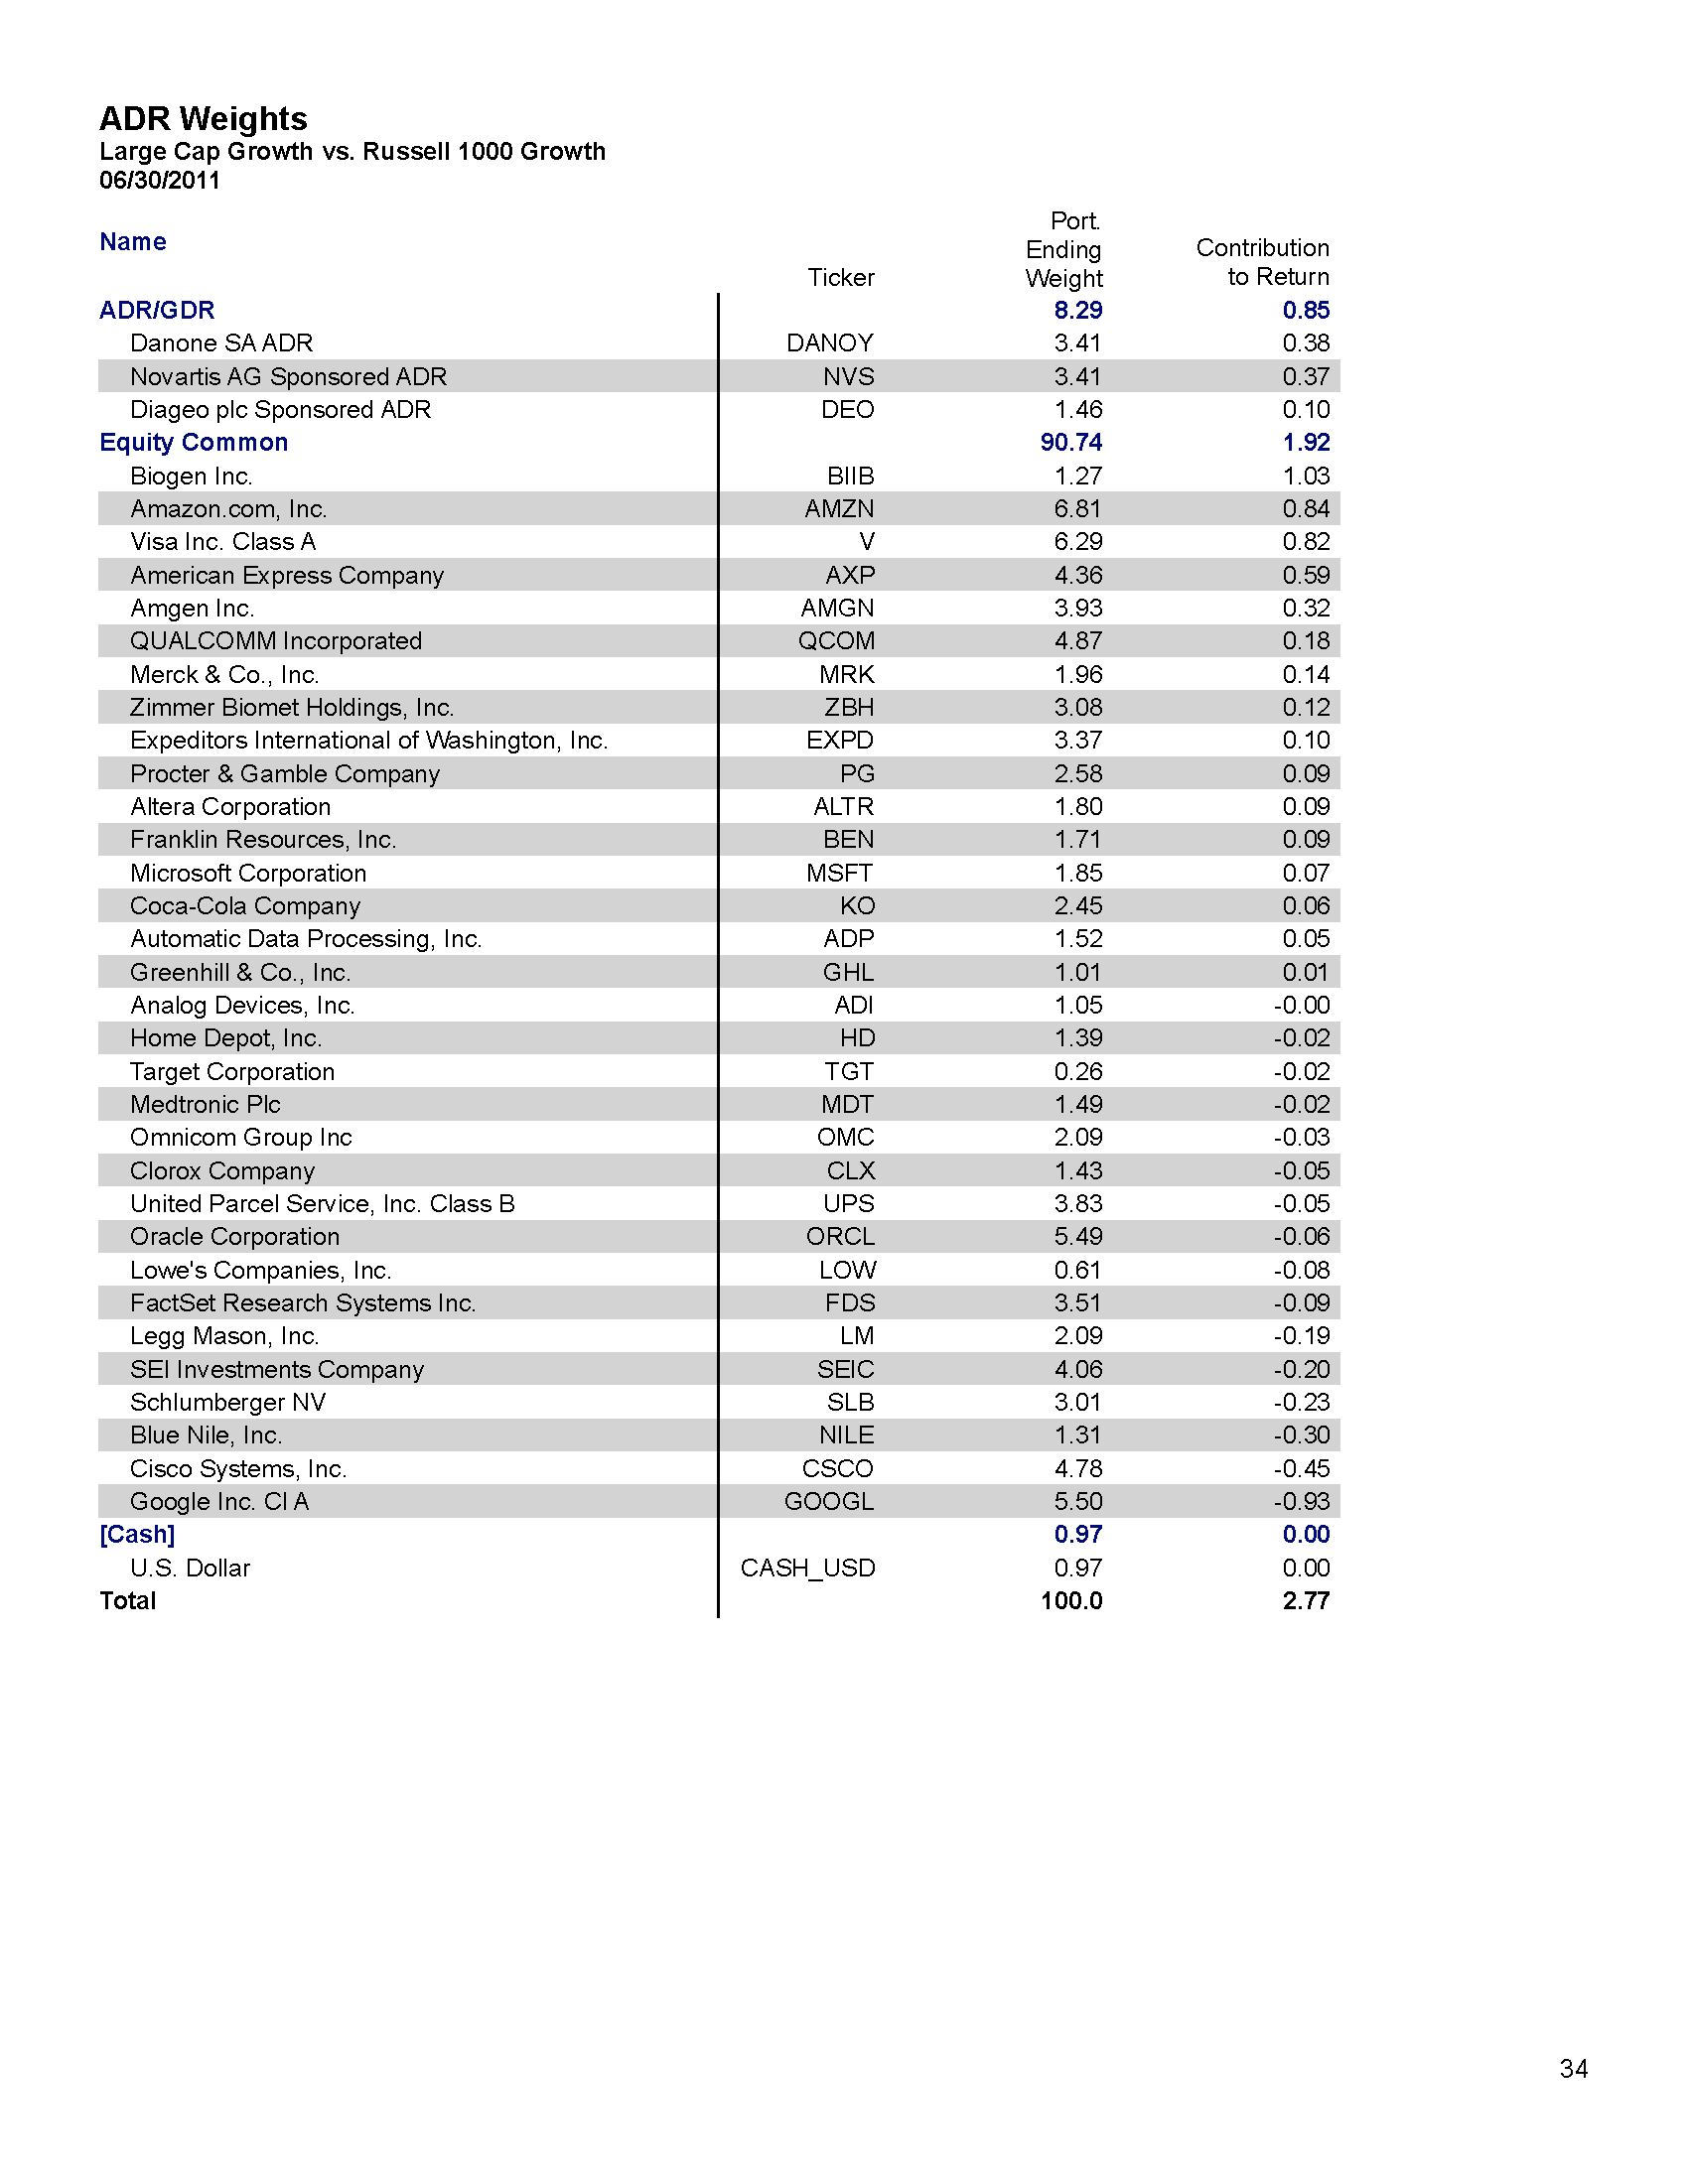 ADR Weights
Large Cap Growth vs. Russell 1000 Growth
06/30/2011
Name Ticker Port. Ending Weight Contribution to Return
ADR/GDR 8.29 0.85
Danone SA ADR DANOY 3.41 0.38
Novartis AG Sponsored ADR NVS 3.41 0.37
Diageo plc Sponsored ADR DEO 1.46 0.10
Equity Common 90.74 1.92
Biogen Inc. BIIB 1.27 1.03
Amazon.com, Inc. AMZN 6.81 0.84
Visa Inc. Class A V 6.29 0.82
American Express Company AXP 4.36 0.59
Amgen Inc. AMGN 3.93 0.32
QUALCOMM Incorporated QCOM 4.87 0.18
Merck & Co., Inc. MRK 1.96 0.14
Zimmer Biomet Holdings, Inc. ZBH 3.08 0.12
Expeditors International of Washington, Inc. EXPD 3.37 0.10
Procter & Gamble Company PG 2.58 0.09
Altera Corporation ALTR 1.80 0.09
Franklin Resources, Inc. BEN 1.71 0.09
Microsoft Corporation MSFT 1.85 0.07
Coca-Cola Company KO 2.45 0.06
Automatic Data Processing, Inc. ADP 1.52 0.05
Greenhill & Co., Inc. GHL 1.01 0.01
Analog Devices, Inc. ADI 1.05 -0.00
Home Depot, Inc. HD 1.39 -0.02
Target Corporation TGT 0.26 -0.02
Medtronic Plc MDT 1.49 -0.02
Omnicom Group Inc OMC 2.09 -0.03
Clorox Company CLX 1.43 -0.05
United Parcel Service, Inc. Class B UPS 3.83 -0.05
Oracle Corporation ORCL 5.49 -0.06
Lowe's Companies, Inc. LOW 0.61 -0.08
FactSet Research Systems Inc. FDS 3.51 -0.09
Legg Mason, Inc. LM 2.09 -0.19
SEI Investments Company SEIC 4.06 -0.20
Schlumberger NV SLB 3.01 -0.23
Blue Nile, Inc. NILE 1.31 -0.30
Cisco Systems, Inc. CSCO 4.78 -0.45
Google Inc. Cl A GOOGL 5.50 -0.93
[Cash] 0.97 0.00
U.S. Dollar CASH_USD 0.97 0.00
Total 100.0 2.77
34